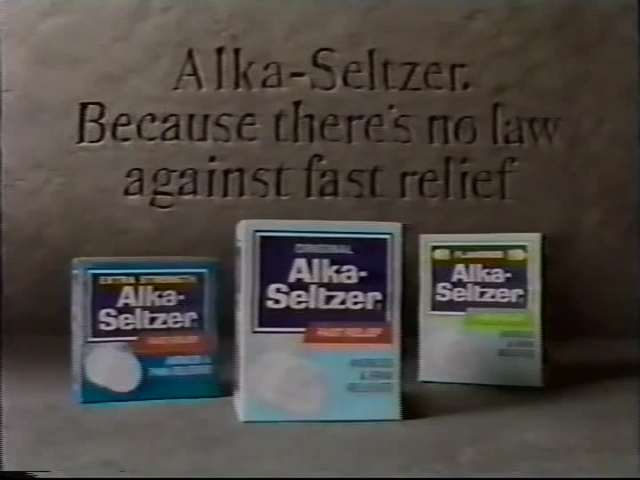 Alka-Seltzer.
Because there's no law
against fast relief
EXTRA STRENGTH
Alka-
Seltzer
ORIGINAL
Alka-
Seltzer
FAST RELIEF
FLAVORED
Alka-
Seltzer